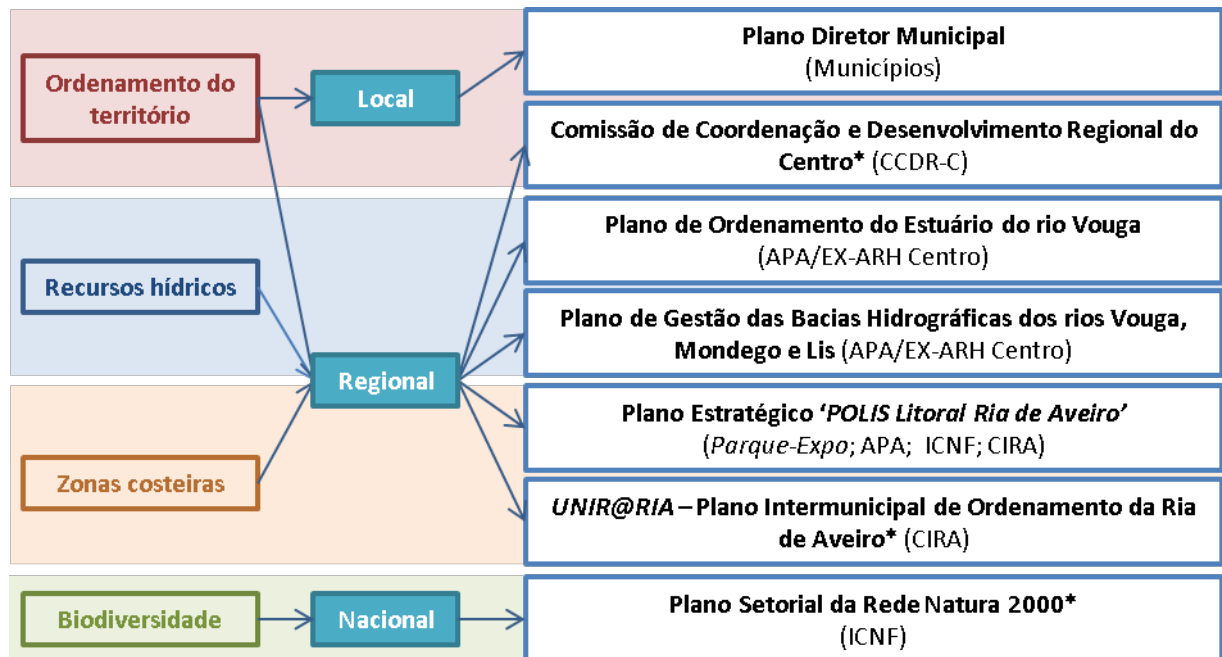 Ordenamento do
território
Local
Plano Diretor Municipal
(Municípios)
Comissão de Coordenação e Desenvolvimento Regional do
Centro* (CCDR-C)
Recursos hídricos
Plano de Ordenamento do Estuário do rio Vouga
(APA/EX-ARH Centro)
Plano de Gestão das Bacias Hidrográficas dos rios Vouga,
Mondego e Lis (APA/EX-ARH Centro)
Regional
Zonas costeiras
Plano Estratégico ‘POLIS Litoral Ria de Aveiro’
(Parque-Expo; APA; ICNF; CIRA)
UNIR@RIA – Plano Intermunicipal de Ordenamento da Ria
de Aveiro* (CIRA)
Biodiversidade
Nacional
Plano Setorial da Rede Natura 2000*
(ICNF)